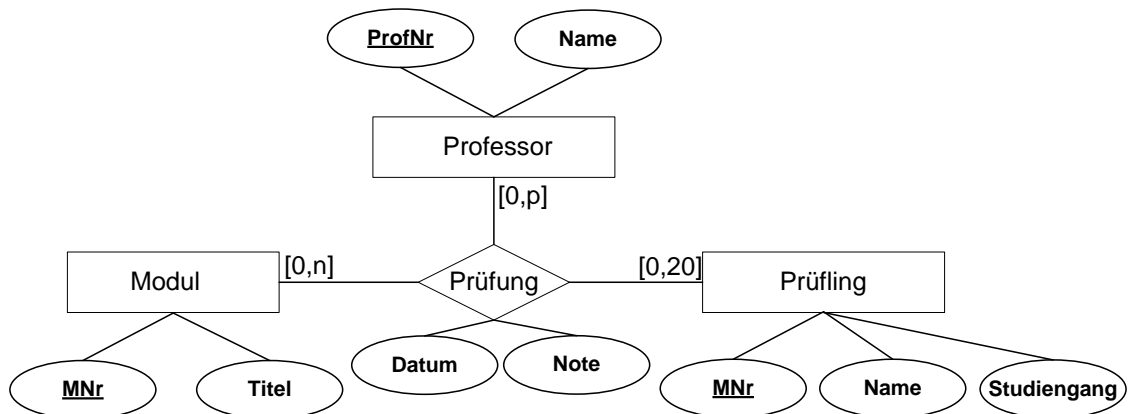 ProfNr Name
Professor
[0,p]
[0,n] [0,20]
Modul Prüfung Prüfling
Datum Note
MNr Titel MNr Name Studiengang